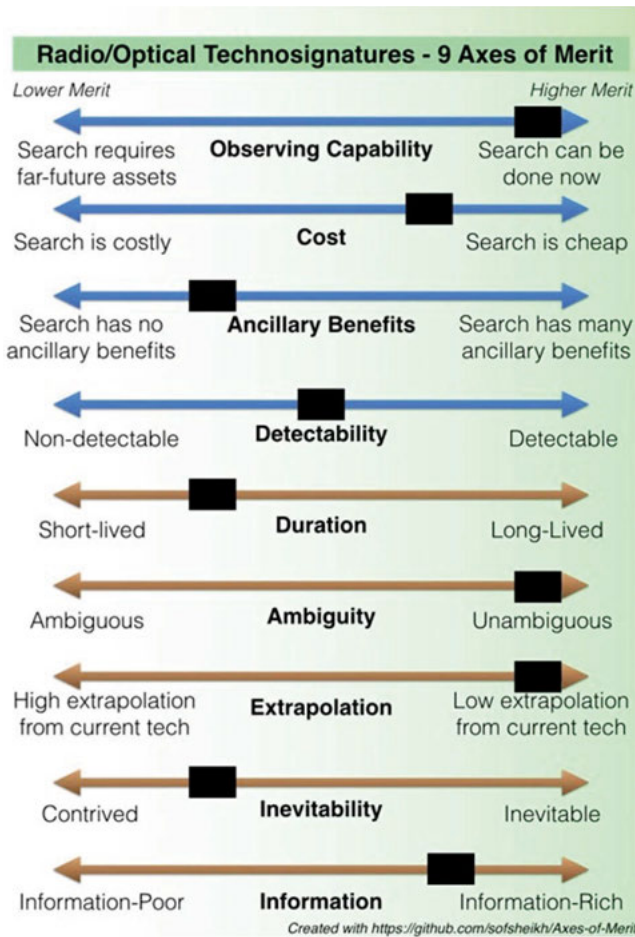 Radio/Optical Technosignatures - 9 Axes of Merit
Lower Merit
Higher Merit
Observing Capability
Search requires
far-future assets
Search can be
done now
Cost
Search is costly
Search is cheap
Ancillary Benefits
Search has no
ancillary benefits
Search has many
ancillary benefits
Detectability
Non-detectable
Detectable
Duration
Short-lived
Long-Lived
Ambiguity
Ambiguous
Unambiguous
Extrapolation
High extrapolation
from current tech
Low extrapolation
from current tech
Inevitability
Contrived
Inevitable
Information
Information-Poor
Information-Rich
Created with https://github.com/sofsheikh/Axes-of-Merit